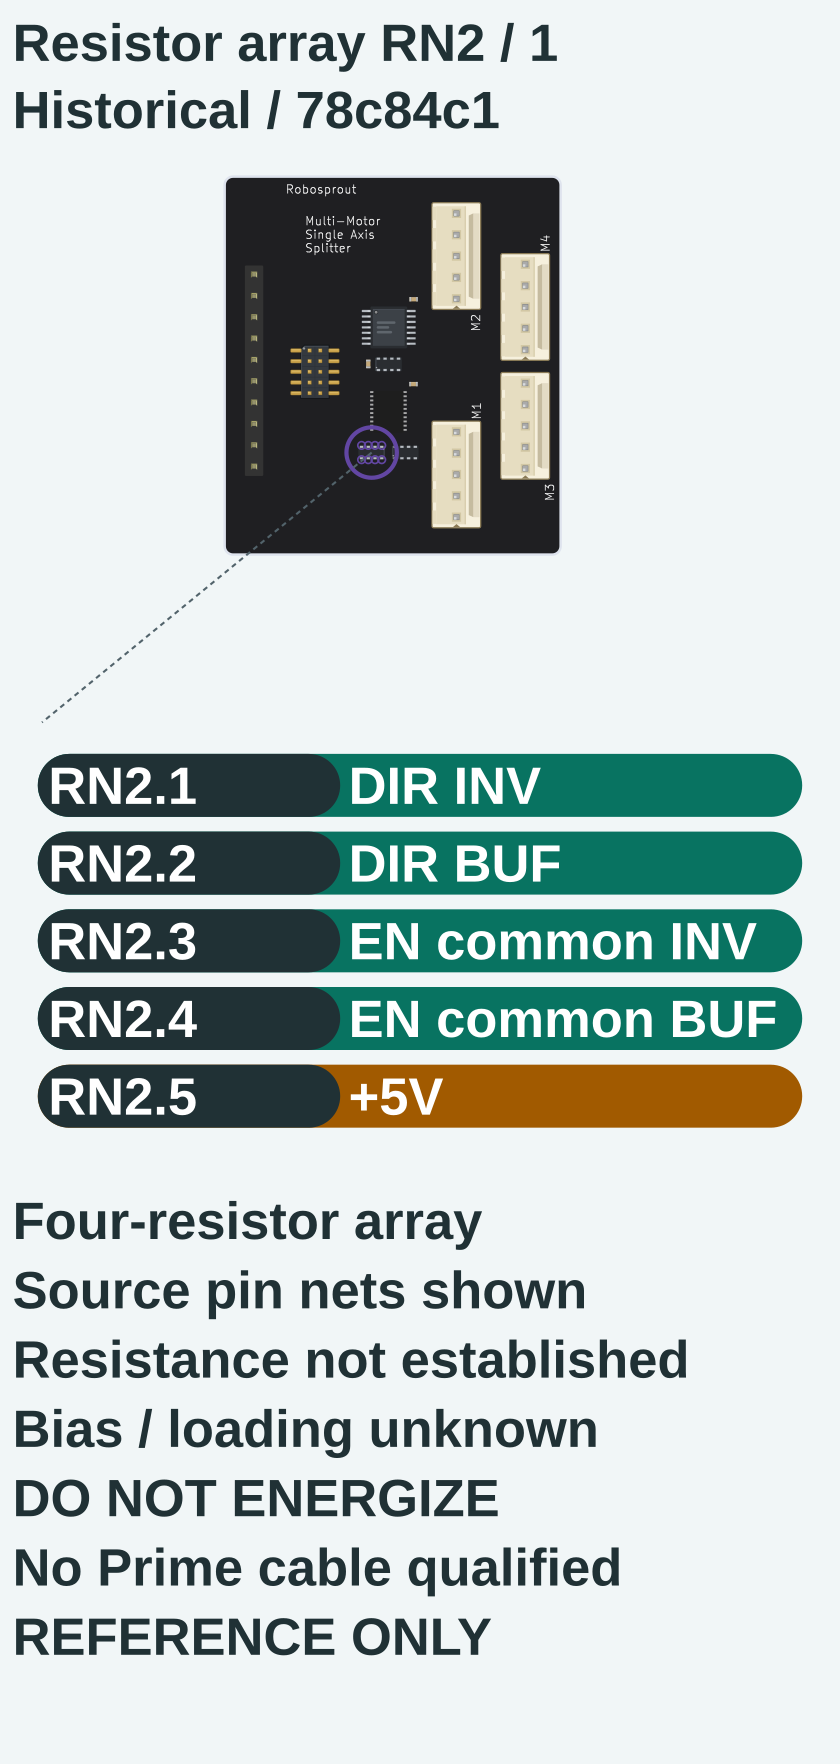 Resistor array RN2 / 1
Historical / 78c84c1
Robosprout
Multi-Motor
Single Axis
Splitter
M4
M2
M1
M3
RN2.1 DIR INV
RN2.2 DIR BUF
RN2.3 EN common INV
RN2.4 EN common BUF
RN2.5 +5V
Four-resistor array
Source pin nets shown
Resistance not established
Bias / loading unknown
DO NOT ENERGIZE
No Prime cable qualified
REFERENCE ONLY